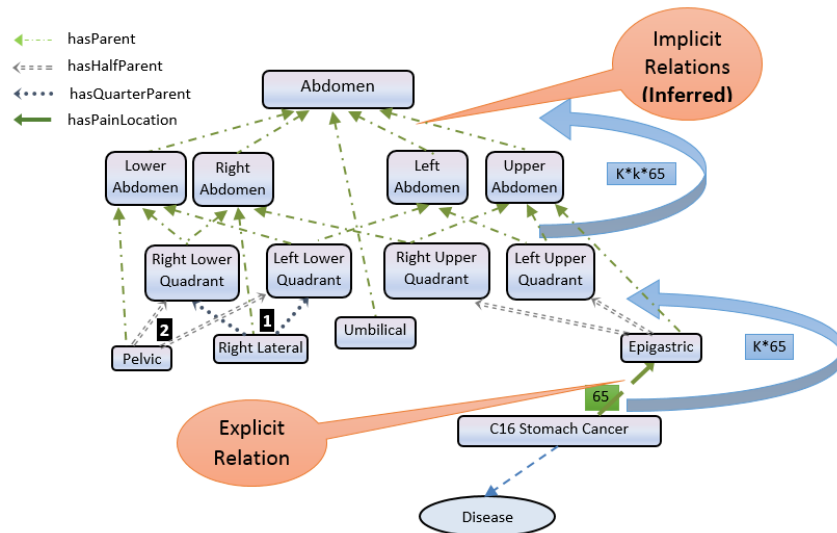 hasParent
hasHalfParent
hasQuarterParent
hasPainLocation
Implicit
Relations
(Inferred)
Abdomen
Lower
Abdomen
Right
Abdomen
Left
Abdomen
Upper
Abdomen
K*k*65
Right Lower
Quadrant
Left Lower
Quadrant
Right Upper
Quadrant
Left Upper
Quadrant
2
1
Pelvic
Right Lateral
Umbilical
Epigastric
K*65
65
Explicit
Relation
C16 Stomach Cancer
Disease